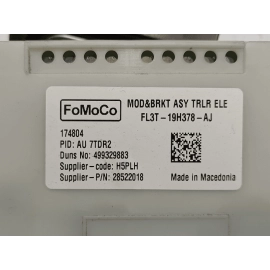 FoMoCo
MOD&BRKT ASY TRLR ELE
FL3T-19H378-AJ
174804
PID: AU 7TDR2
Duns No: 499329883
Supplier-code: H5PLH
Supplier-P/N: 28522018
Made in Macedonia